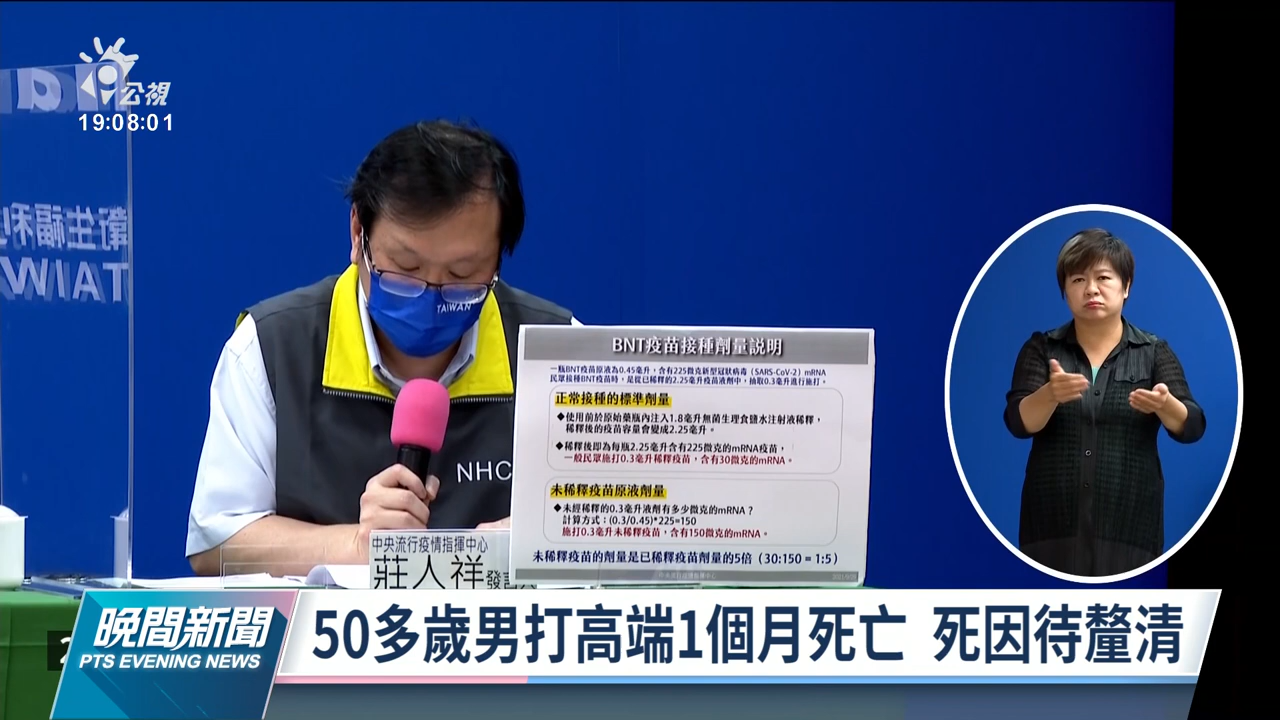 公視
19:08:01
衛生福利
TAIW
TAIWAN
NHC
BNT疫苗接種劑量說明
一瓶BNT疫苗原液為0.45毫升，含有225微克新型冠狀病毒（SARS-CoV-2）mRNA
民眾接種BNT疫苗時，是從已稀釋的2.25毫升疫苗液劑中，抽取0.3毫升進行施打。
正常接種的標準劑量
◆使用前於原始藥瓶內注入1.8毫升無菌生理食鹽水注射液稀釋，
稀釋後的疫苗容量會變成2.25毫升。
◆稀釋後即為每瓶2.25毫升含有225微克的mRNA疫苗，
一般民眾施打0.3毫升稀釋疫苗，含有30微克的mRNA。
未稀釋疫苗原液劑量
◆未經稀釋的0.3毫升液劑有多少微克的mRNA？
計算方式：(0.3/0.45)*225=150
施打0.3毫升未稀釋疫苗，含有150微克的mRNA。
未稀釋疫苗的劑量是已稀釋疫苗劑量的5倍（30:150 = 1:5）
中央流行疫情指揮中心
莊人祥 發言人
晚間新聞
PTS EVENING NEWS
50多歲男打高端1個月死亡 死因待釐清